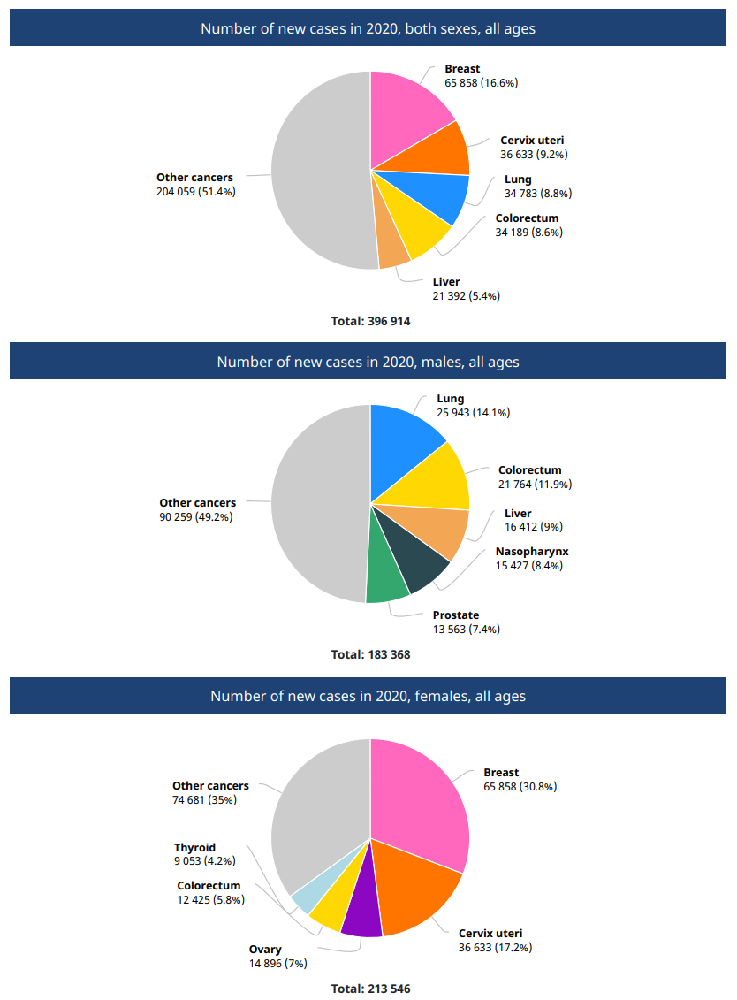 Number of new cases in 2020, both sexes, all ages
Breast
65 858 (16.6%)
Cervix uteri
36 633 (9.2%)
Lung
34 783 (8.8%)
Colorectum
34 189 (8.6%)
Liver
21 392 (5.4%)
Other cancers
204 059 (51.4%)
Total: 396 914
Number of new cases in 2020, males, all ages
Lung
25 943 (14.1%)
Colorectum
21 764 (11.9%)
Liver
16 412 (9%)
Nasopharynx
15 427 (8.4%)
Prostate
13 563 (7.4%)
Other cancers
90 259 (49.2%)
Total: 183 368
Number of new cases in 2020, females, all ages
Breast
65 858 (30.8%)
Cervix uteri
36 633 (17.2%)
Ovary
14 896 (7%)
Colorectum
12 425 (5.8%)
Thyroid
9 053 (4.2%)
Other cancers
74 681 (35%)
Total: 213 546